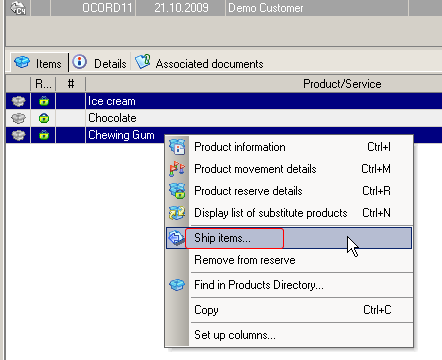 OCORD11 21.10.2009 Demo Customer
Items Details Associated documents
R... # Product/Service
Ice cream
Chocolate
Chewing Gum
Product information Ctrl+I
Product movement details Ctrl+M
Product reserve details Ctrl+R
Display list of substitute products Ctrl+N
Ship items...
Remove from reserve
Find in Products Directory...
Copy Ctrl+C
Set up columns...